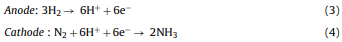 Anode: 3H₂ → 6H⁺ + 6e⁻ (3)
Cathode : N₂ + 6H⁺ + 6e⁻ → 2NH₃ (4)